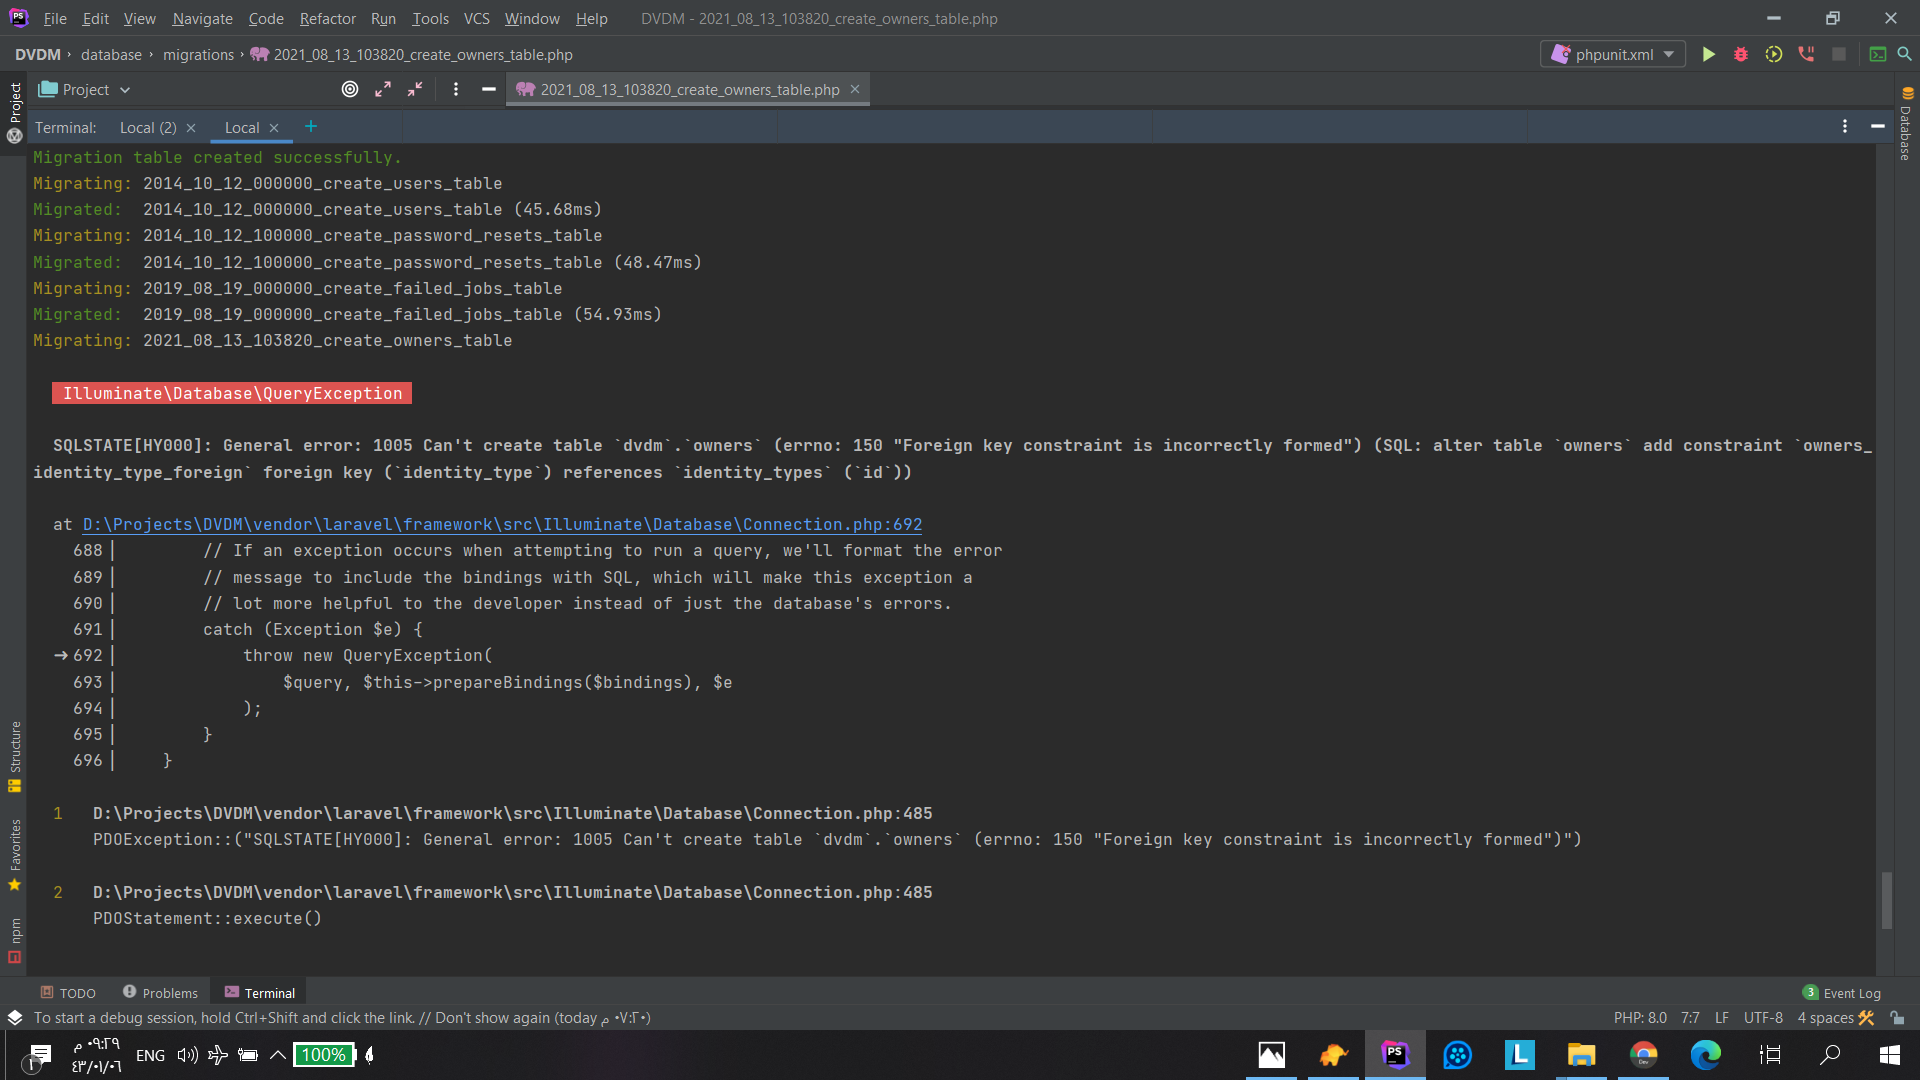 File Edit View Navigate Code Refactor Run Tools VCS Window Help DVDM - 2021_08_13_103820_create_owners_table.php
DVDM database migrations 2021_08_13_103820_create_owners_table.php phpunit.xml
Project Project 2021_08_13_103820_create_owners_table.php Database
Terminal: Local (2) Local
Migration table created successfully.
Migrating: 2014_10_12_000000_create_users_table
Migrated: 2014_10_12_000000_create_users_table (45.68ms)
Migrating: 2014_10_12_100000_create_password_resets_table
Migrated: 2014_10_12_100000_create_password_resets_table (48.47ms)
Migrating: 2019_08_19_000000_create_failed_jobs_table
Migrated: 2019_08_19_000000_create_failed_jobs_table (54.93ms)
Migrating: 2021_08_13_103820_create_owners_table
Illuminate\Database\QueryException
SQLSTATE[HY000]: General error: 1005 Can't create table `dvdm`.`owners` (errno: 150 "Foreign key constraint is incorrectly formed") (SQL: alter table `owners` add constraint `owners_
identity_type_foreign` foreign key (`identity_type`) references `identity_types` (`id`))
at D:\Projects\DVDM\vendor\laravel\framework\src\Illuminate\Database\Connection.php:692
688| // If an exception occurs when attempting to run a query, we'll format the error
689| // message to include the bindings with SQL, which will make this exception a
690| // lot more helpful to the developer instead of just the database's errors.
691| catch (Exception $e) {
➜ 692| throw new QueryException(
693| $query, $this->prepareBindings($bindings), $e
694| );
695| }
696| }
1 D:\Projects\DVDM\vendor\laravel\framework\src\Illuminate\Database\Connection.php:485
PDOException::("SQLSTATE[HY000]: General error: 1005 Can't create table `dvdm`.`owners` (errno: 150 "Foreign key constraint is incorrectly formed")")
2 D:\Projects\DVDM\vendor\laravel\framework\src\Illuminate\Database\Connection.php:485
PDOStatement::execute()
Structure
Favorites
npm
TODO Problems Terminal 3 Event Log
To start a debug session, hold Ctrl+Shift and click the link. // Don't show again (today م ٠٧:٢٠) PHP: 8.0 7:7 LF UTF-8 4 spaces
١ ٠٩:٢٩ م ENG 100% PS L Dev
٤٣/٠١/٠٦